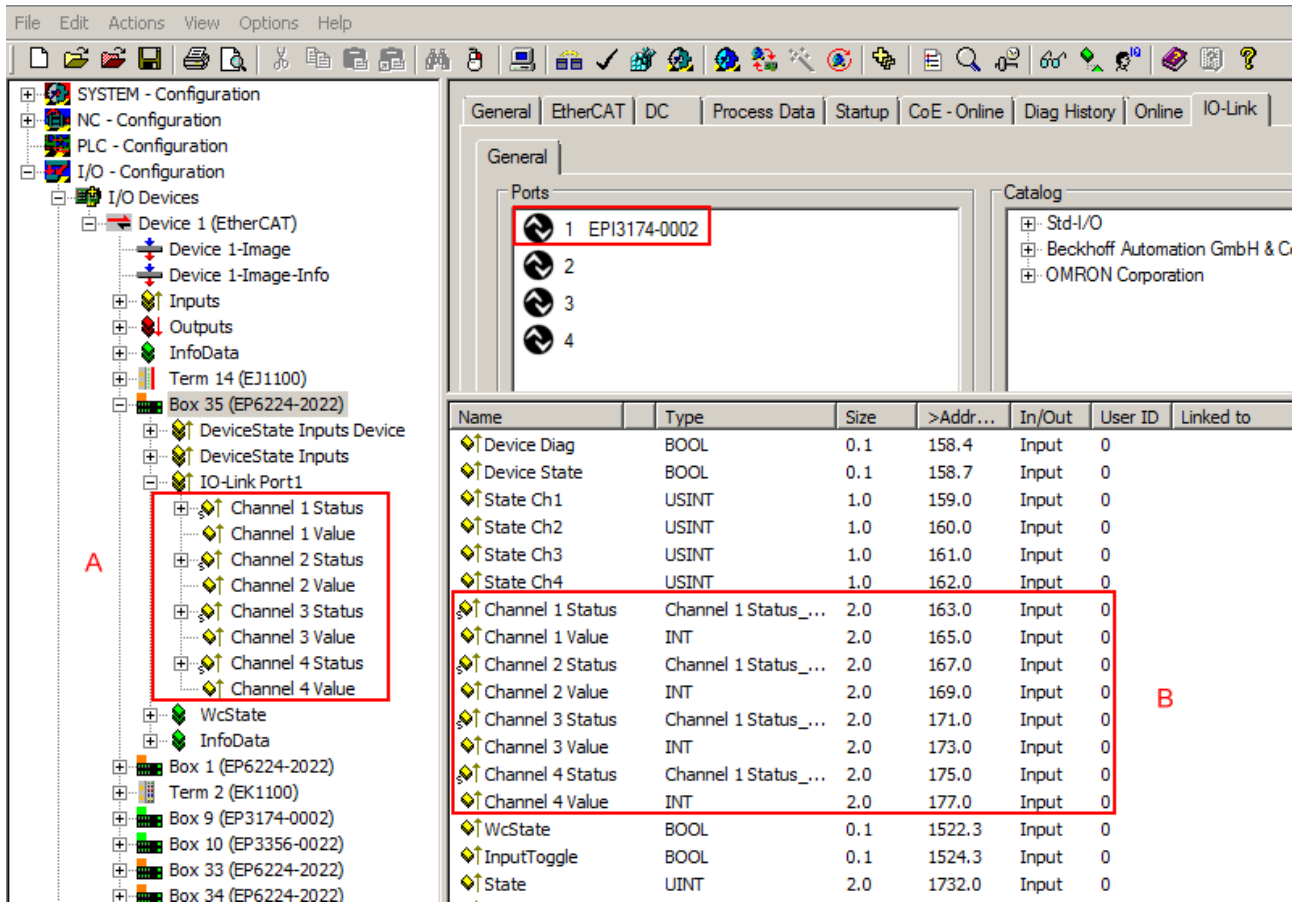 File Edit Actions View Options Help
SYSTEM - Configuration
NC - Configuration
PLC - Configuration
I/O - Configuration
I/O Devices
Device 1 (EtherCAT)
Device 1-Image
Device 1-Image-Info
Inputs
Outputs
InfoData
Term 14 (EJ1100)
Box 35 (EP6224-2022)
DeviceState Inputs Device
DeviceState Inputs
IO-Link Port1
Channel 1 Status
Channel 1 Value
Channel 2 Status
Channel 2 Value
Channel 3 Status
Channel 3 Value
Channel 4 Status
Channel 4 Value
WcState
InfoData
Box 1 (EP6224-2022)
Term 2 (EK1100)
Box 9 (EP3174-0002)
Box 10 (EP3356-0022)
Box 33 (EP6224-2022)
Box 34 (EP6224-2022)
A
General EtherCAT DC Process Data Startup CoE - Online Diag History Online IO-Link
General
Ports
1 EPI3174-0002
2
3
4
Catalog
Std-I/O
Beckhoff Automation GmbH & C
OMRON Corporation
Name Type Size >Addr... In/Out User ID Linked to
Device Diag BOOL 0.1 158.4 Input 0
Device State BOOL 0.1 158.7 Input 0
State Ch1 USINT 1.0 159.0 Input 0
State Ch2 USINT 1.0 160.0 Input 0
State Ch3 USINT 1.0 161.0 Input 0
State Ch4 USINT 1.0 162.0 Input 0
Channel 1 Status Channel 1 Status_... 2.0 163.0 Input 0
Channel 1 Value INT 2.0 165.0 Input 0
Channel 2 Status Channel 1 Status_... 2.0 167.0 Input 0
Channel 2 Value INT 2.0 169.0 Input 0
Channel 3 Status Channel 1 Status_... 2.0 171.0 Input 0
Channel 3 Value INT 2.0 173.0 Input 0
Channel 4 Status Channel 1 Status_... 2.0 175.0 Input 0
Channel 4 Value INT 2.0 177.0 Input 0
WcState BOOL 0.1 1522.3 Input 0
InputToggle BOOL 0.1 1524.3 Input 0
State UINT 2.0 1732.0 Input 0
B